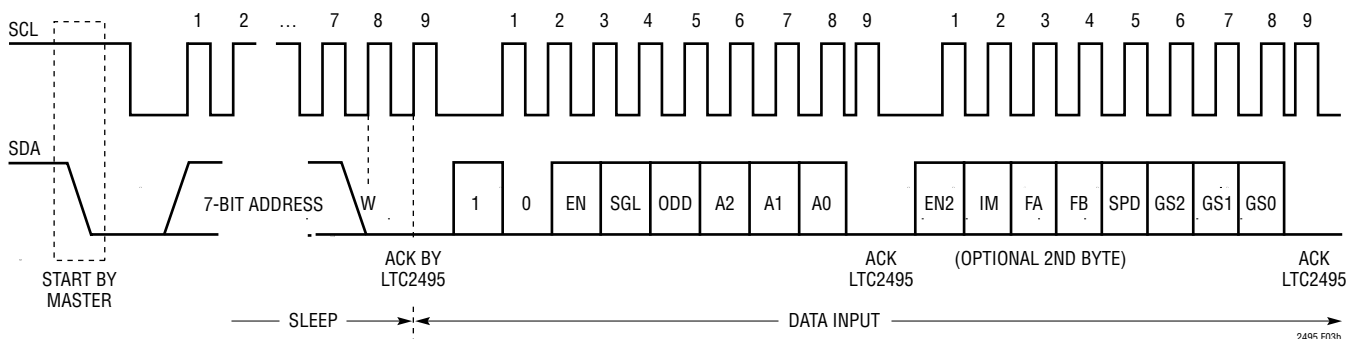 1 2 … 7 8 9 1 2 3 4 5 6 7 8 9 1 2 3 4 5 6 7 8 9
SCL
SDA
7-BIT ADDRESS W 1 0 EN SGL ODD A2 A1 A0 EN2 IM FA FB SPD GS2 GS1 GS0
START BY
MASTER
ACK BY
LTC2495
ACK
LTC2495
(OPTIONAL 2ND BYTE)
ACK
LTC2495
SLEEP DATA INPUT
2495 F03b